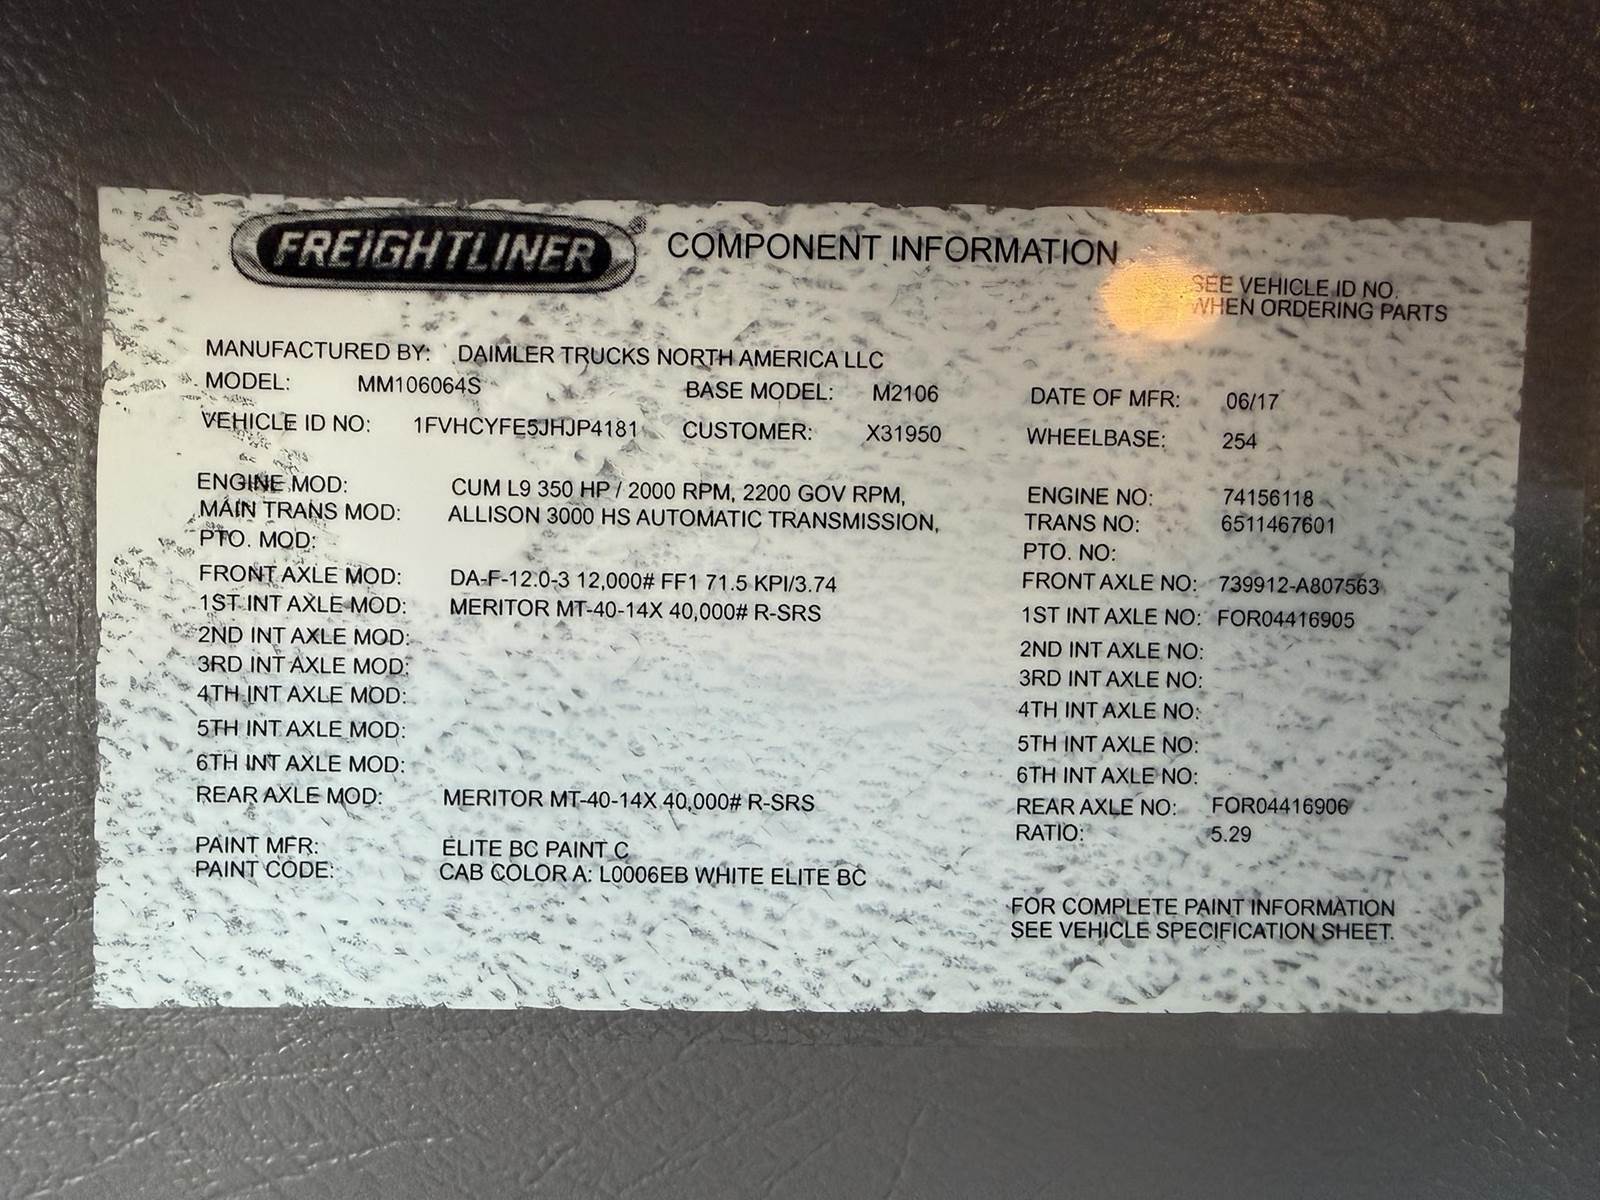 FREIGHTLINER ® COMPONENT INFORMATION
SEE VEHICLE ID NO.
WHEN ORDERING PARTS
MANUFACTURED BY: DAIMLER TRUCKS NORTH AMERICA LLC
MODEL: MM106064S BASE MODEL: M2106 DATE OF MFR: 06/17
VEHICLE ID NO: 1FVHCYFE5JHJP4181 CUSTOMER: X31950 WHEELBASE: 254
ENGINE MOD: CUM L9 350 HP / 2000 RPM, 2200 GOV RPM, ENGINE NO: 74156118
MAIN TRANS MOD: ALLISON 3000 HS AUTOMATIC TRANSMISSION, TRANS NO: 6511467601
PTO. MOD: PTO. NO:
FRONT AXLE MOD: DA-F-12.0-3 12,000# FF1 71.5 KPI/3.74 FRONT AXLE NO: 739912-A807563
1ST INT AXLE MOD: MERITOR MT-40-14X 40,000# R-SRS 1ST INT AXLE NO: FOR04416905
2ND INT AXLE MOD: 2ND INT AXLE NO:
3RD INT AXLE MOD: 3RD INT AXLE NO:
4TH INT AXLE MOD: 4TH INT AXLE NO:
5TH INT AXLE MOD: 5TH INT AXLE NO:
6TH INT AXLE MOD: 6TH INT AXLE NO:
REAR AXLE MOD: MERITOR MT-40-14X 40,000# R-SRS REAR AXLE NO: FOR04416906
RATIO: 5.29
PAINT MFR: ELITE BC PAINT C
PAINT CODE: CAB COLOR A: L0006EB WHITE ELITE BC
FOR COMPLETE PAINT INFORMATION
SEE VEHICLE SPECIFICATION SHEET.